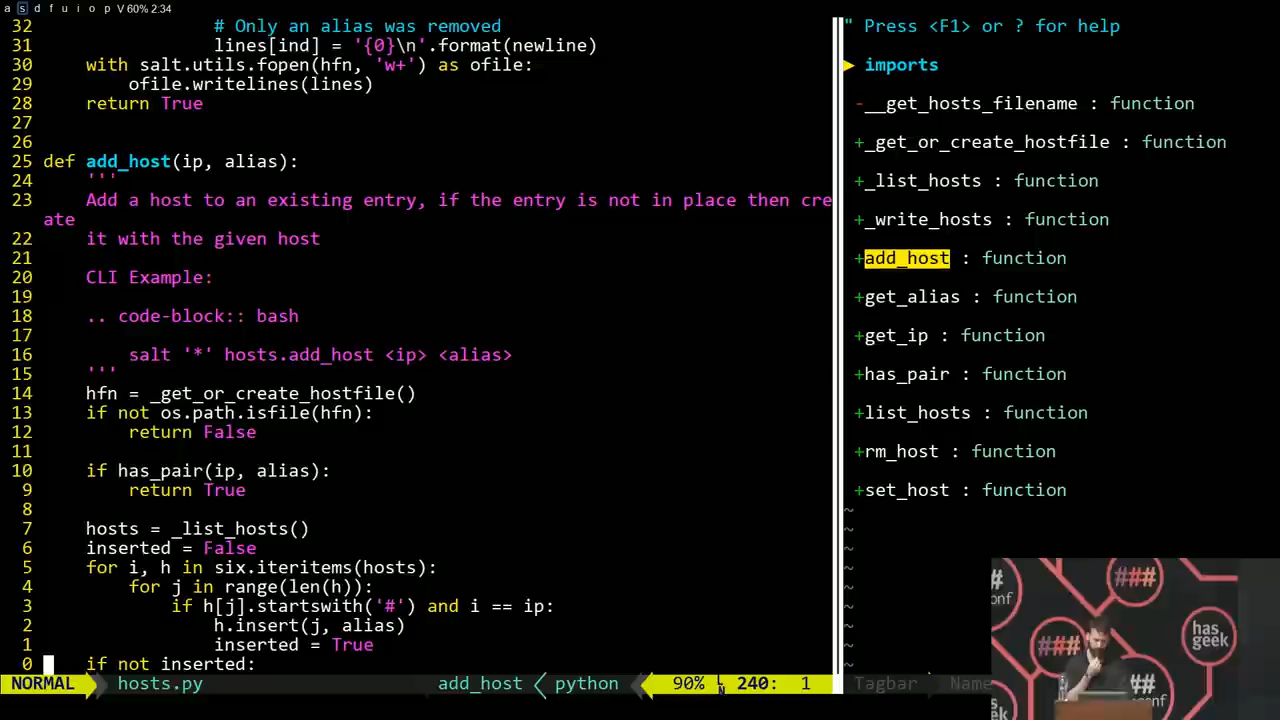 a s d f u i o p V 60% 2:34
32 # Only an alias was removed
31 lines[ind] = '{0}\n'.format(newline)
30 with salt.utils.fopen(hfn, 'w+') as ofile:
29 ofile.writelines(lines)
28 return True
27
26
25 def add_host(ip, alias):
24 '''
23 Add a host to an existing entry, if the entry is not in place then cre
ate
22 it with the given host
21
20 CLI Example:
19
18 .. code-block:: bash
17
16 salt '*' hosts.add_host <ip> <alias>
15 '''
14 hfn = _get_or_create_hostfile()
13 if not os.path.isfile(hfn):
12 return False
11
10 if has_pair(ip, alias):
9 return True
8
7 hosts = _list_hosts()
6 inserted = False
5 for i, h in six.iteritems(hosts):
4 for j in range(len(h)):
3 if h[j].startswith('#') and i == ip:
2 h.insert(j, alias)
1 inserted = True
0 if not inserted:
NORMAL hosts.py add_host python 90% 240: 1
" Press <F1> or ? for help
▶ imports
-__get_hosts_filename : function
+_get_or_create_hostfile : function
+_list_hosts : function
+_write_hosts : function
+add_host : function
+get_alias : function
+get_ip : function
+has_pair : function
+list_hosts : function
+rm_host : function
+set_host : function
~
~
~
~
~
~
~
~
~
Tagbar Name
#
onf
###
###
has
geek
##
conf